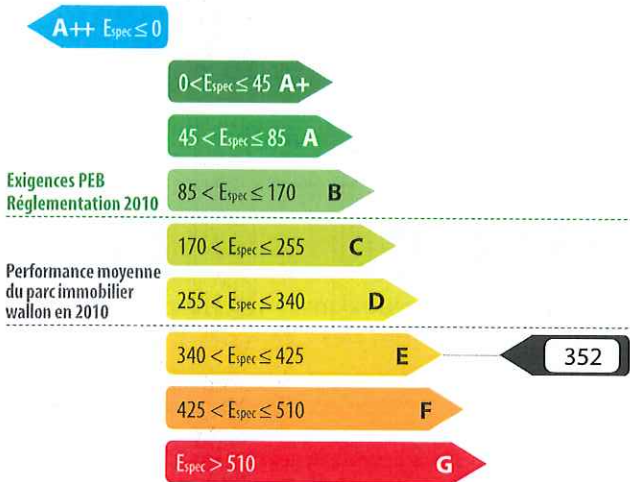 A++ Espec ≤ 0
0 < Espec ≤ 45 A+
45 < Espec ≤ 85 A
Exigences PEB
Réglementation 2010
85 < Espec ≤ 170 B
170 < Espec ≤ 255 C
Performance moyenne
du parc immobilier
wallon en 2010
255 < Espec ≤ 340 D
340 < Espec ≤ 425 E
352
425 < Espec ≤ 510 F
Espec > 510 G